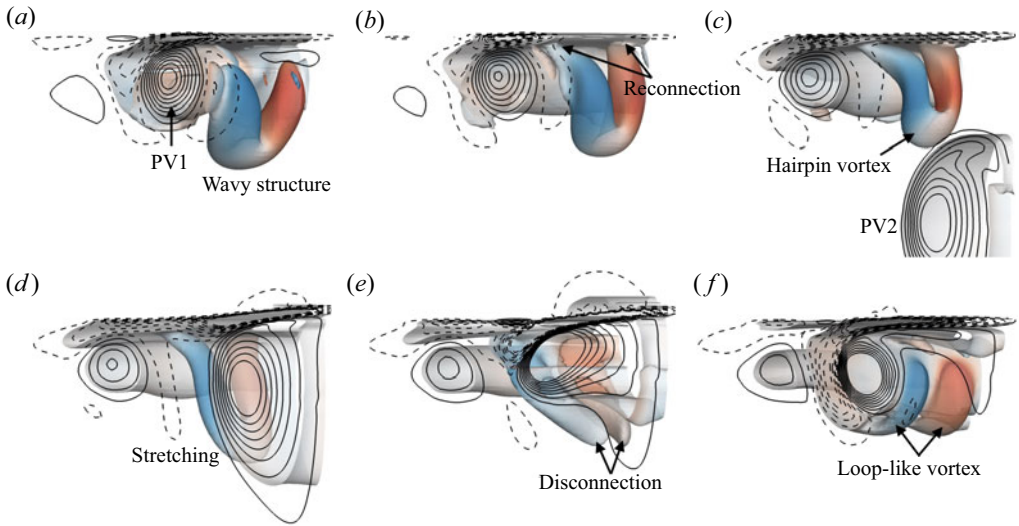 (a)
(b)
(c)
PV1
Wavy structure
Reconnection
Hairpin vortex
PV2
(d)
(e)
(f)
Stretching
Disconnection
Loop-like vortex